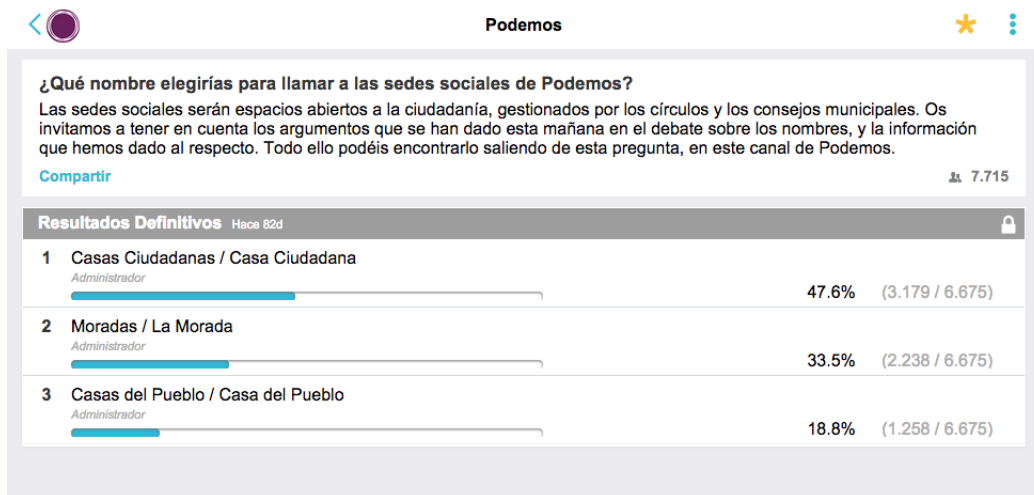 Podemos
¿Qué nombre elegirías para llamar a las sedes sociales de Podemos?
Las sedes sociales serán espacios abiertos a la ciudadanía, gestionados por los círculos y los consejos municipales. Os
invitamos a tener en cuenta los argumentos que se han dado esta mañana en el debate sobre los nombres, y la información
que hemos dado al respecto. Todo ello podéis encontrarlo saliendo de esta pregunta, en este canal de Podemos.
Compartir 7.715
Resultados Definitivos Hace 82d
1 Casas Ciudadanas / Casa Ciudadana
Administrador
47.6% (3.179 / 6.675)
2 Moradas / La Morada
Administrador
33.5% (2.238 / 6.675)
3 Casas del Pueblo / Casa del Pueblo
Administrador
18.8% (1.258 / 6.675)